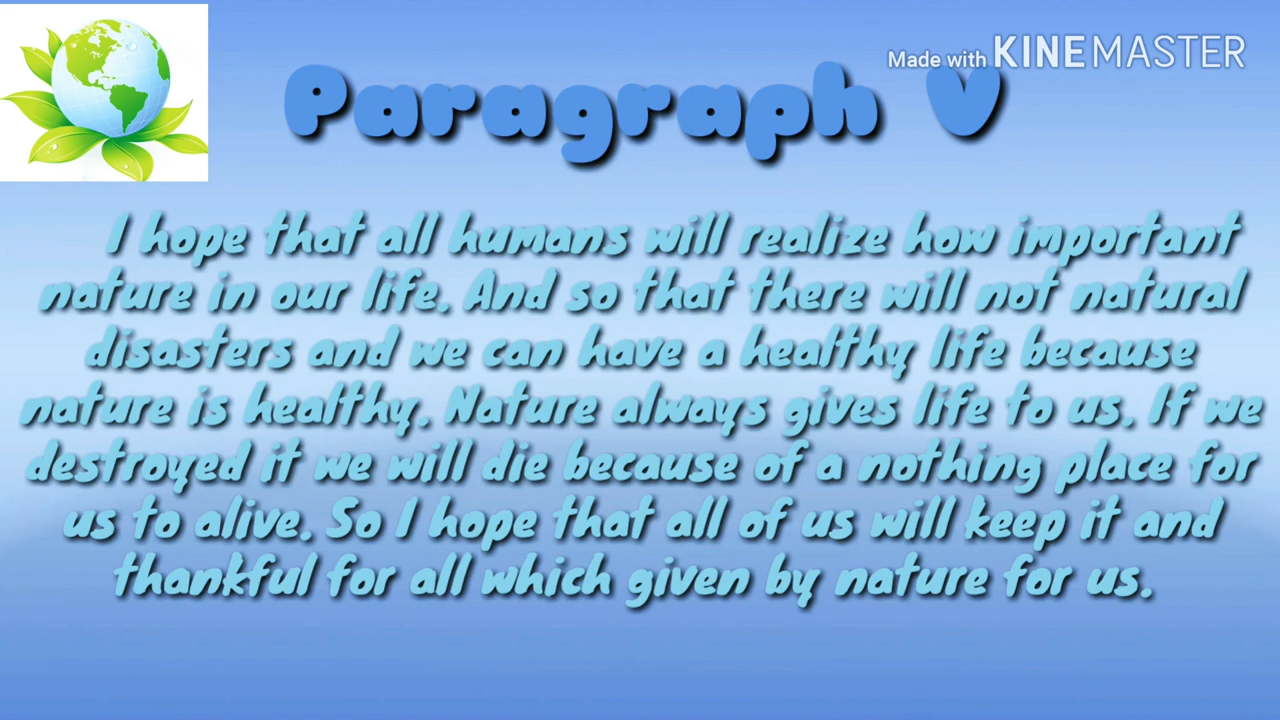 Made with KINEMASTER
Paragraph V
I hope that all humans will realize how important
nature in our life. And so that there will not natural
disasters and we can have a healthy life because
nature is healthy. Nature always gives life to us. If we
destroyed it we will die because of a nothing place for
us to alive. So I hope that all of us will keep it and
thankful for all which given by nature for us.